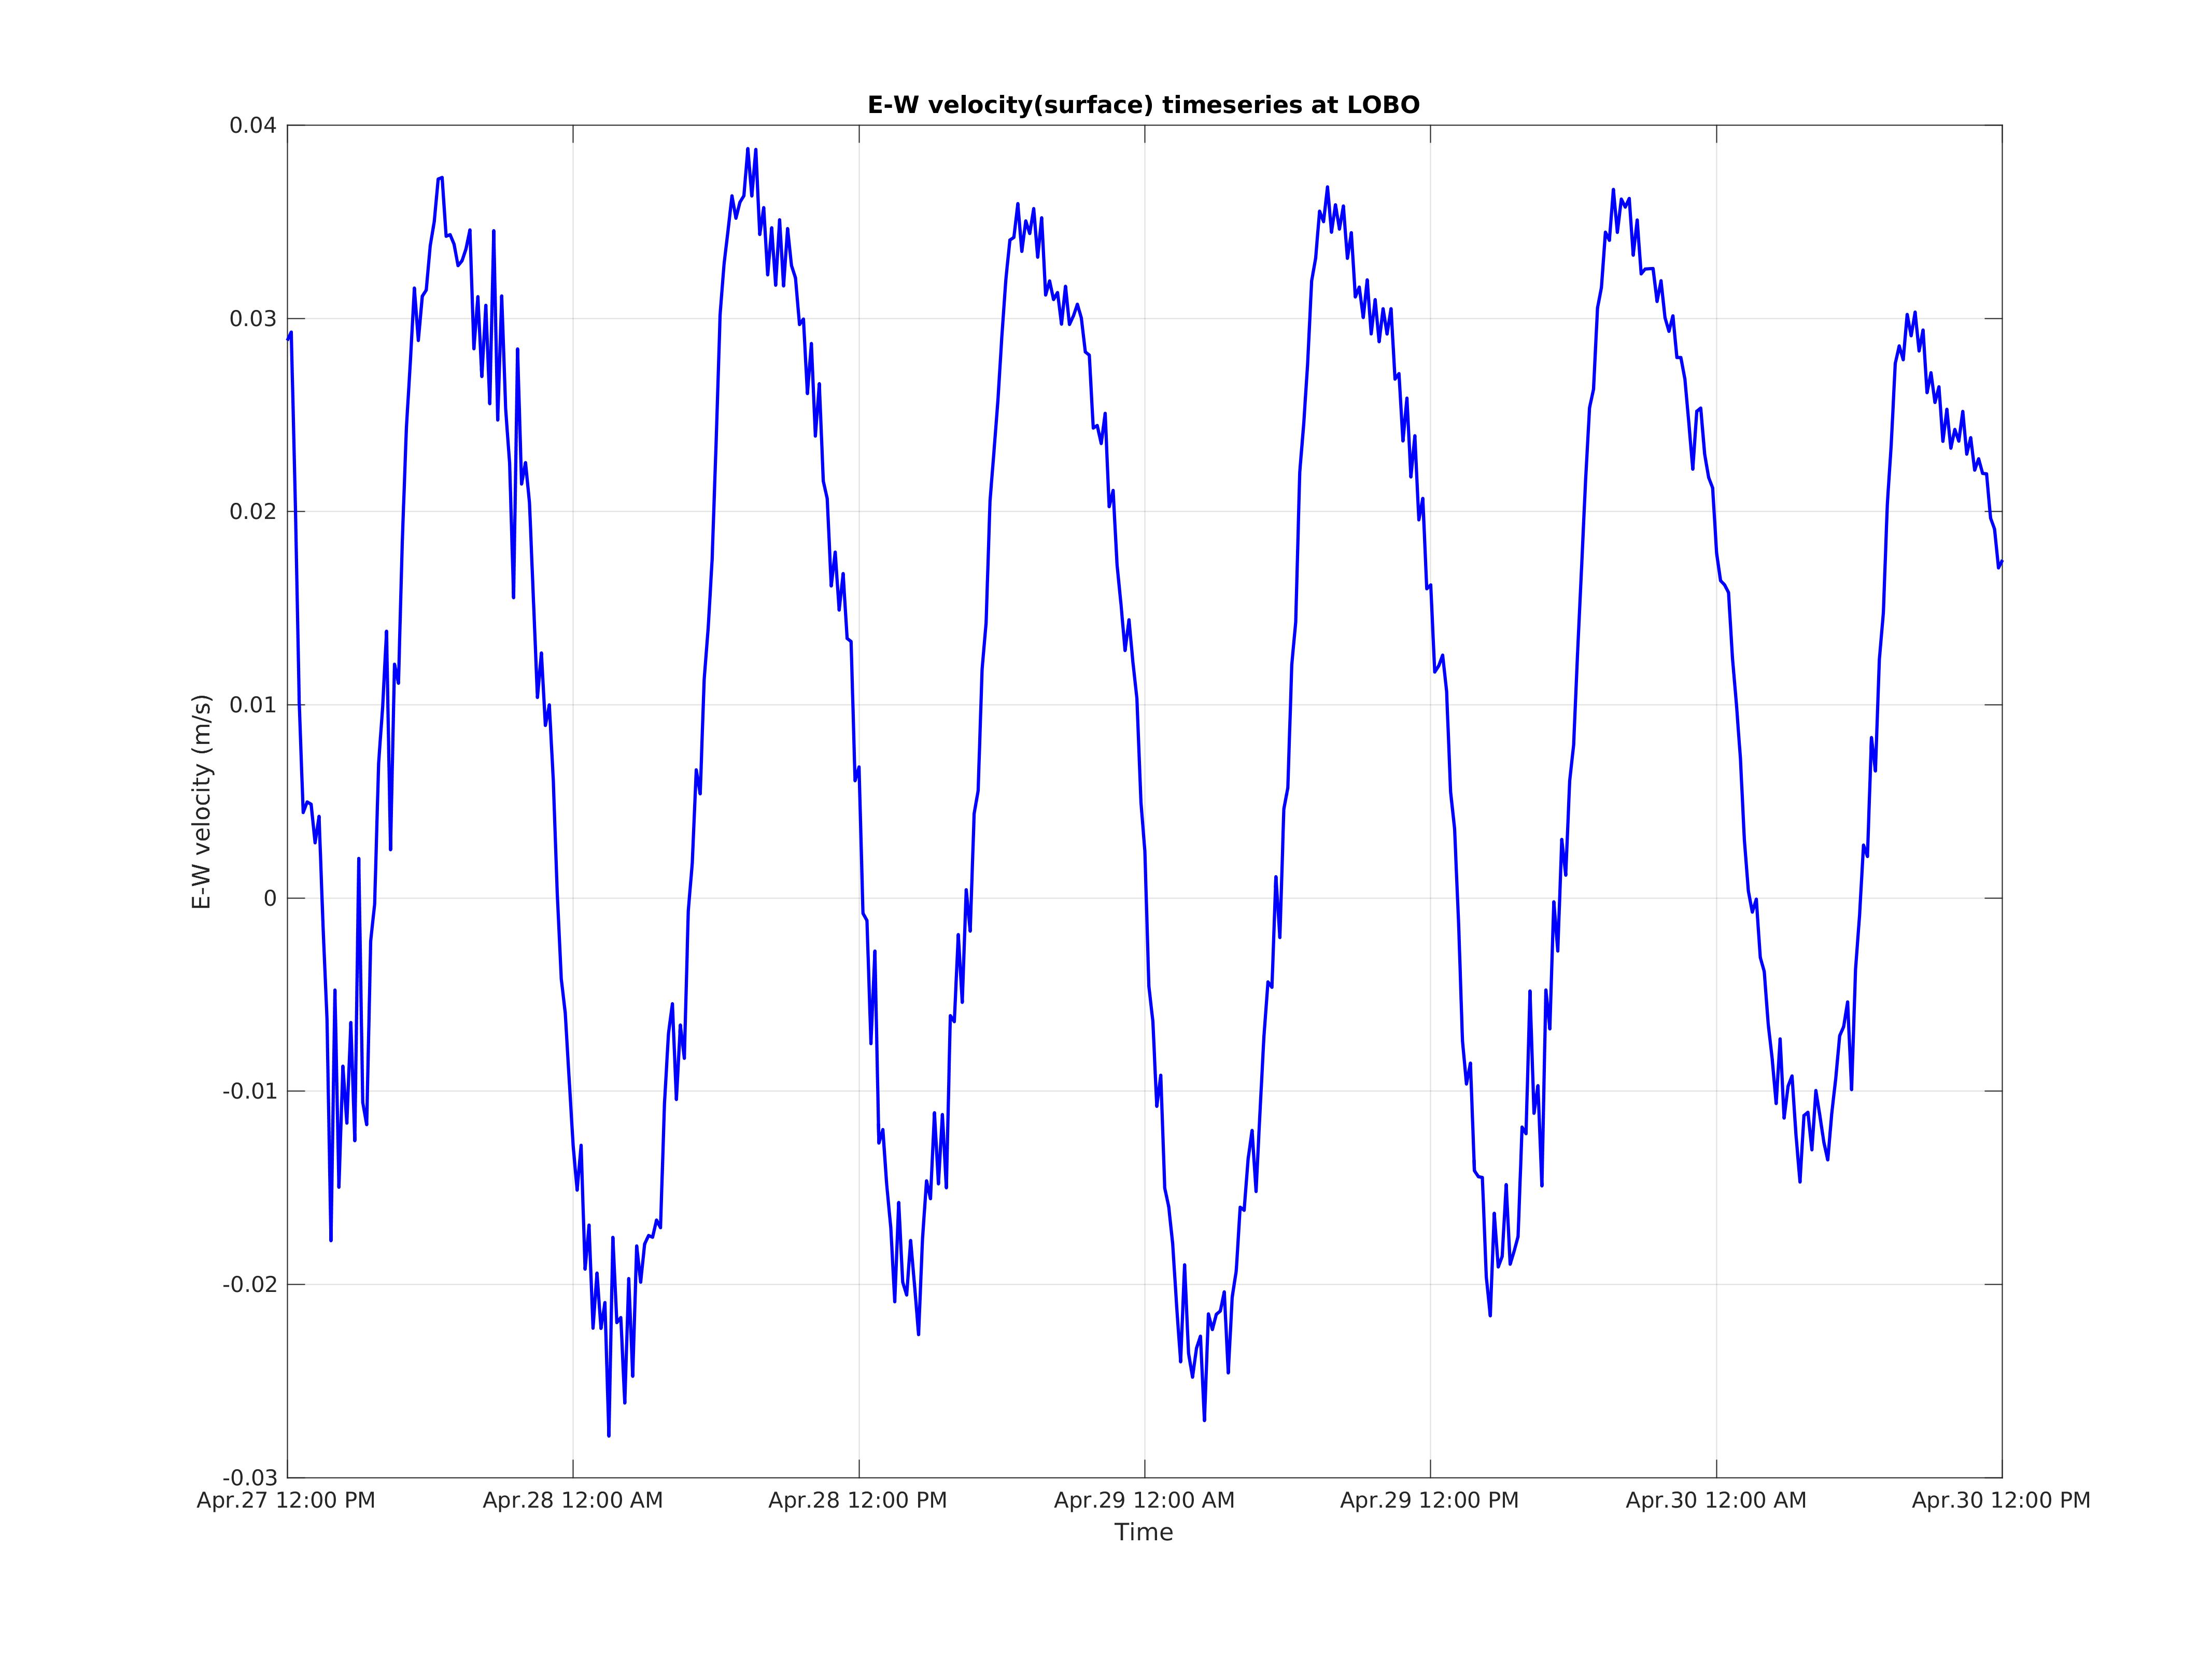 E-W velocity(surface) timeseries at LOBO
0.04
0.03
0.02
0.01
0
-0.01
-0.02
-0.03
E-W velocity (m/s)
Apr.27 12:00 PM Apr.28 12:00 AM Apr.28 12:00 PM Apr.29 12:00 AM Apr.29 12:00 PM Apr.30 12:00 AM Apr.30 12:00 PM
Time